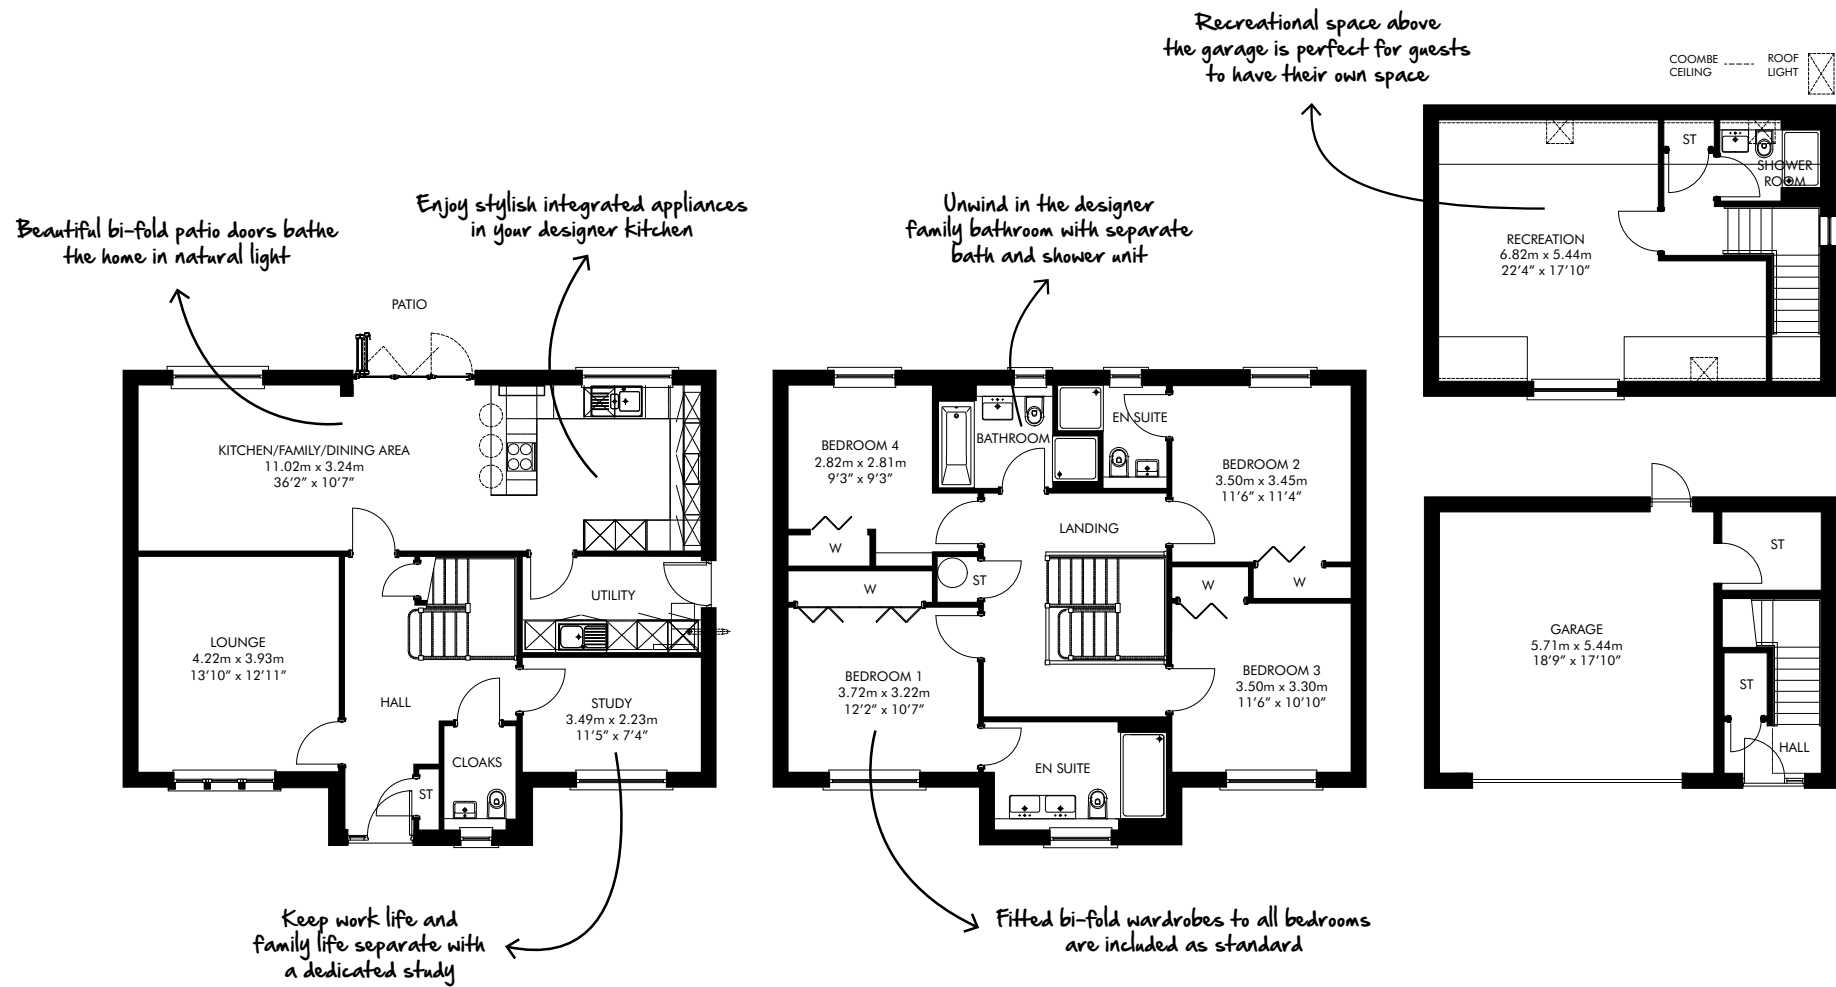 Recreational space above
the garage is perfect for guests
to have their own space
COOMBE
CEILING
ROOF
LIGHT
Beautiful bi-fold patio doors bathe
the home in natural light
Enjoy stylish integrated appliances
in your designer kitchen
Unwind in the designer
family bathroom with separate
bath and shower unit
PATIO
KITCHEN/FAMILY/DINING AREA
11.02m x 3.24m
36'2" x 10'7"
UTILITY
LOUNGE
4.22m x 3.93m
13'10" x 12'11"
HALL
STUDY
3.49m x 2.23m
11'5" x 7'4"
CLOAKS
ST
BEDROOM 4
2.82m x 2.81m
9'3" x 9'3"
BATHROOM
EN SUITE
BEDROOM 2
3.50m x 3.45m
11'6" x 11'4"
LANDING
W
W
ST
W
W
BEDROOM 1
3.72m x 3.22m
12'2" x 10'7"
BEDROOM 3
3.50m x 3.30m
11'6" x 10'10"
EN SUITE
ST
SHOWER
ROOM
RECREATION
6.82m x 5.44m
22'4" x 17'10"
ST
GARAGE
5.71m x 5.44m
18'9" x 17'10"
ST
HALL
Keep work life and
family life separate with
a dedicated study
Fitted bi-fold wardrobes to all bedrooms
are included as standard